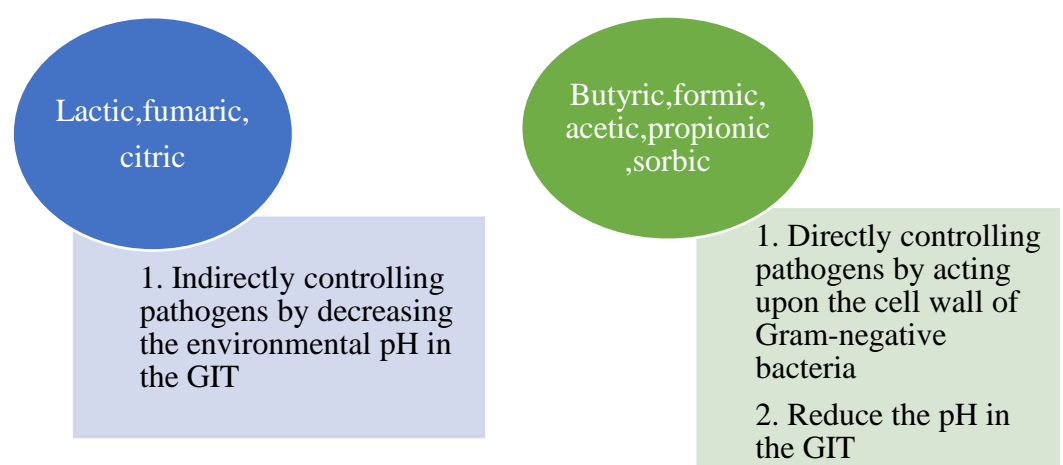 Lactic,fumaric,
citric
1. Indirectly controlling
pathogens by decreasing
the environmental pH in
the GIT
Butyric,formic,
acetic,propionic
,sorbic
1. Directly controlling
pathogens by acting
upon the cell wall of
Gram-negative
bacteria
2. Reduce the pH in
the GIT